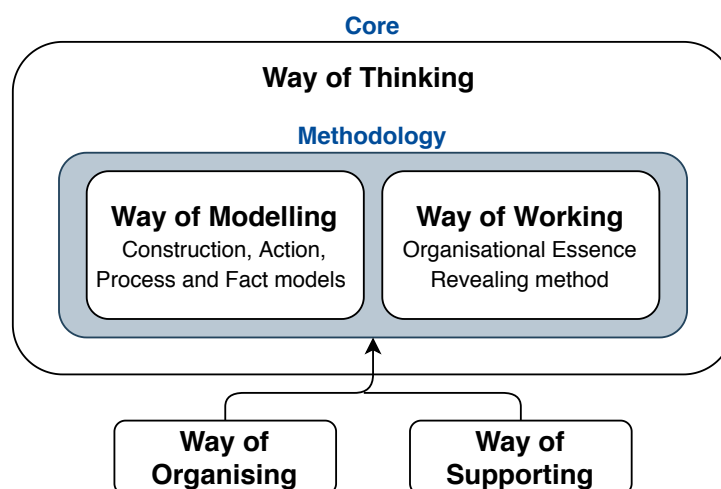 Core
Way of Thinking
Methodology
Way of Modelling
Construction, Action,
Process and Fact models
Way of Working
Organisational Essence
Revealing method
Way of
Organising
Way of
Supporting